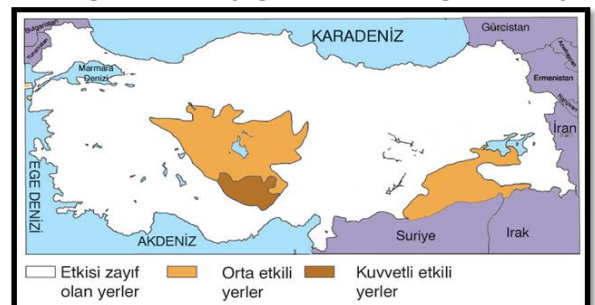 KARADENİZ
Gürcistan
Bulgaristan
Marmara
Denizi
Ermenistan
İran
EGE DENİZİ
AKDENİZ
Suriye
Irak
Etkisi zayıf
olan yerler
Orta etkili
yerler
Kuvvetli etkili
yerler